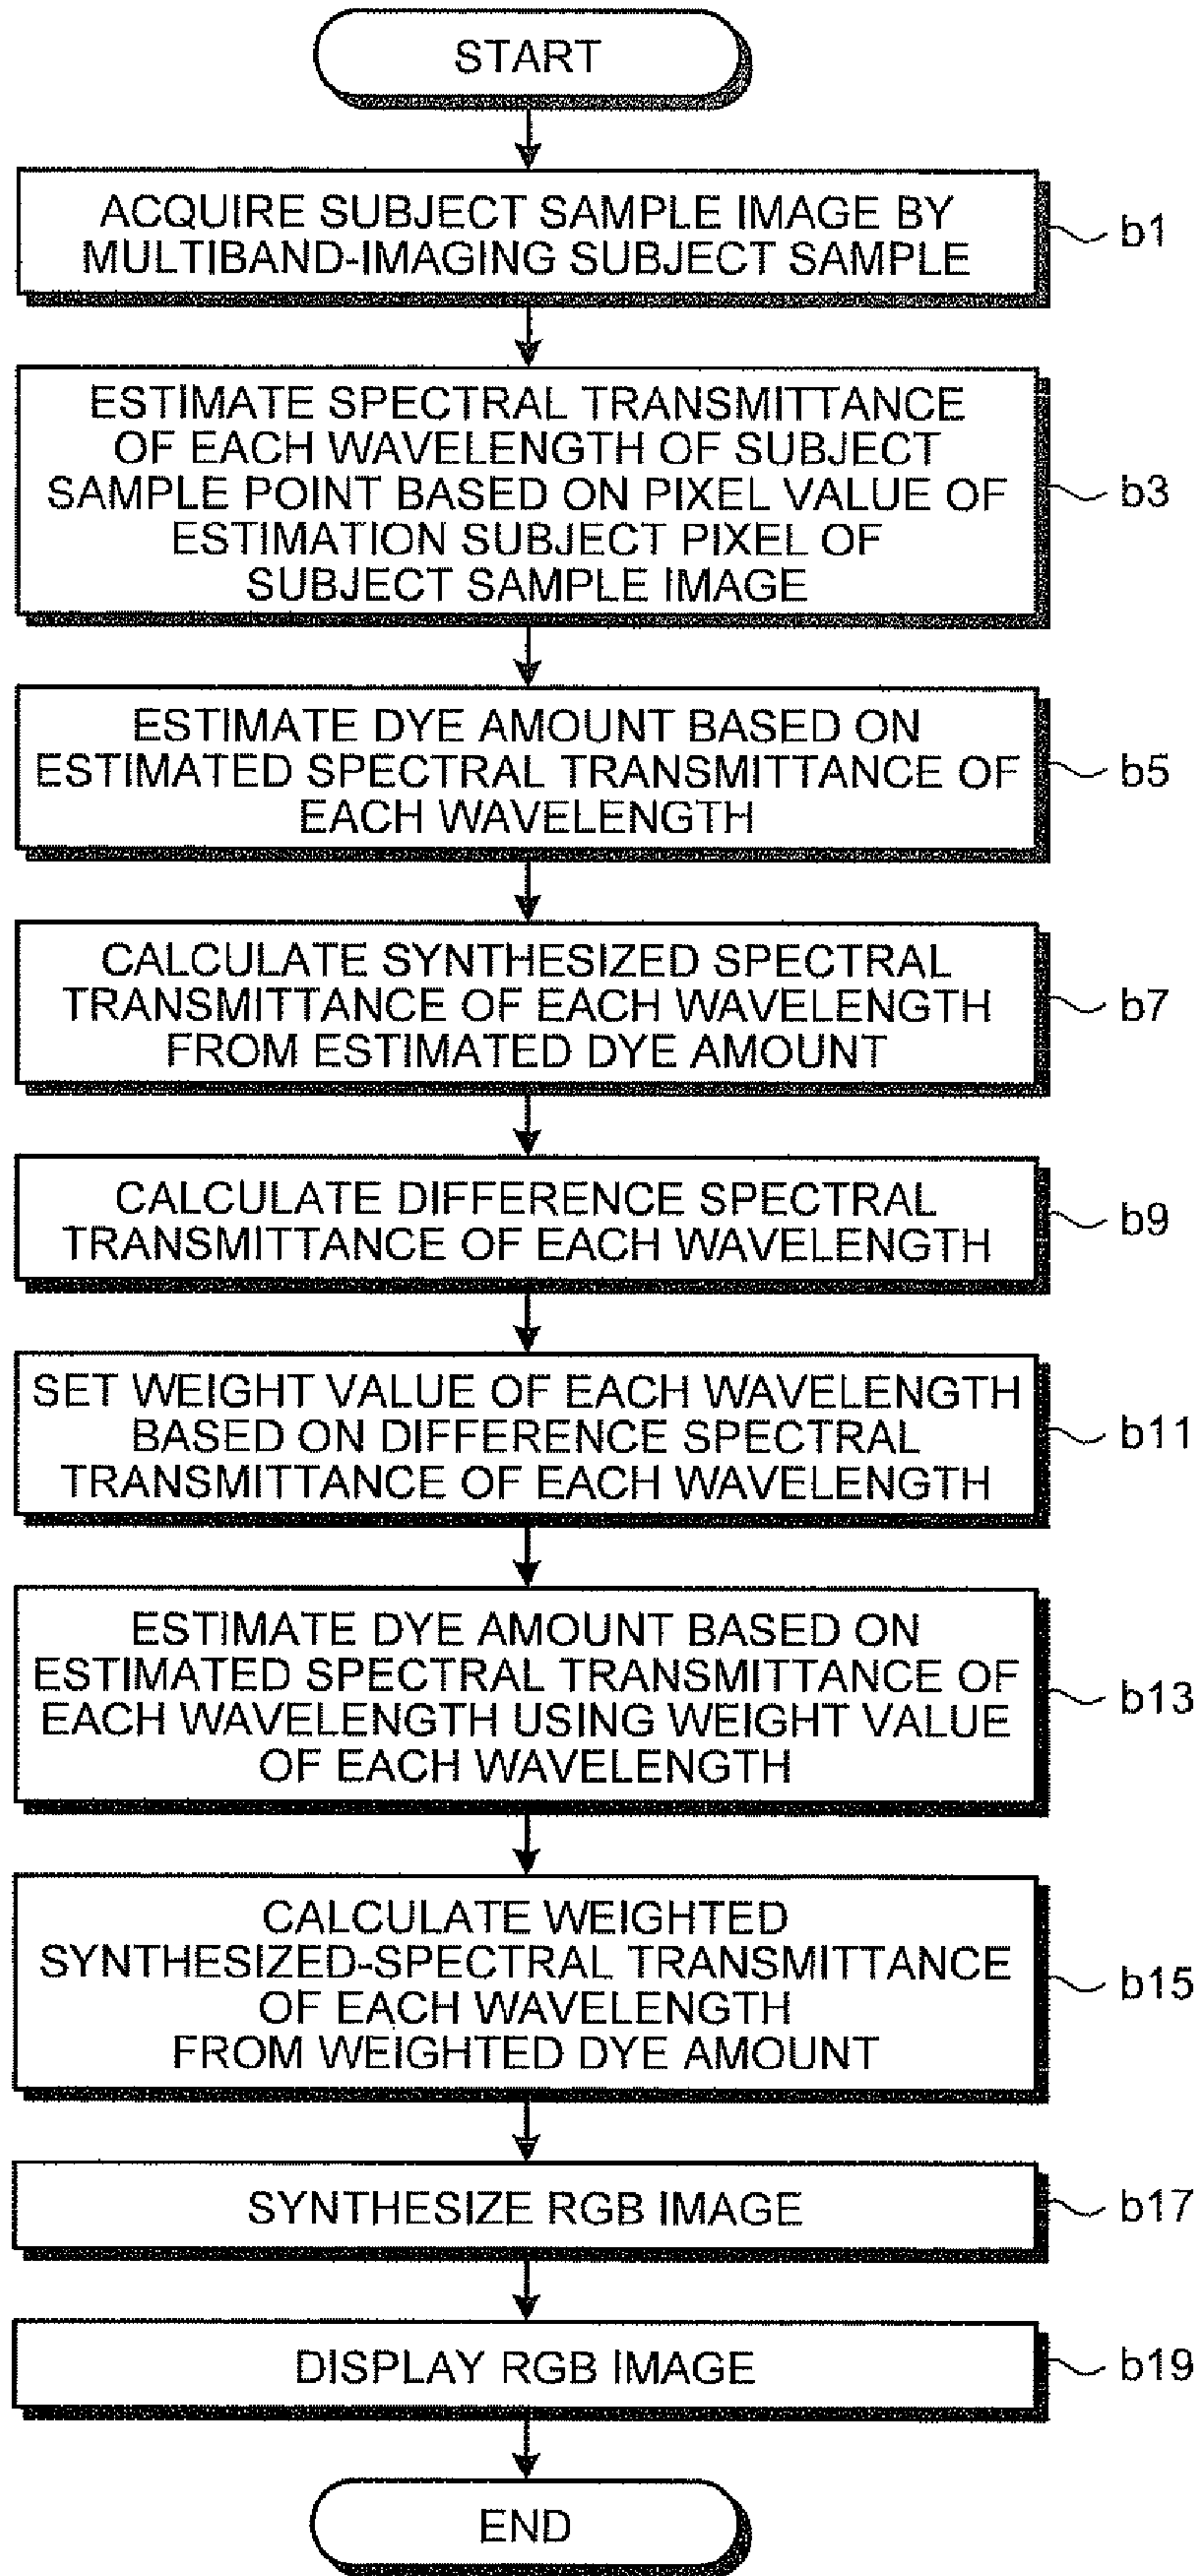 START
ACQUIRE SUBJECT SAMPLE IMAGE BY
MULTIBAND-IMAGING SUBJECT SAMPLE
b1
ESTIMATE SPECTRAL TRANSMITTANCE
OF EACH WAVELENGTH OF SUBJECT
SAMPLE POINT BASED ON PIXEL VALUE OF
ESTIMATION SUBJECT PIXEL OF
SUBJECT SAMPLE IMAGE
b3
ESTIMATE DYE AMOUNT BASED ON
ESTIMATED SPECTRAL TRANSMITTANCE OF
EACH WAVELENGTH
b5
CALCULATE SYNTHESIZED SPECTRAL
TRANSMITTANCE OF EACH WAVELENGTH
FROM ESTIMATED DYE AMOUNT
b7
CALCULATE DIFFERENCE SPECTRAL
TRANSMITTANCE OF EACH WAVELENGTH
b9
SET WEIGHT VALUE OF EACH WAVELENGTH
BASED ON DIFFERENCE SPECTRAL
TRANSMITTANCE OF EACH WAVELENGTH
b11
ESTIMATE DYE AMOUNT BASED ON
ESTIMATED SPECTRAL TRANSMITTANCE OF
EACH WAVELENGTH USING WEIGHT VALUE
OF EACH WAVELENGTH
b13
CALCULATE WEIGHTED
SYNTHESIZED-SPECTRAL TRANSMITTANCE
OF EACH WAVELENGTH
FROM WEIGHTED DYE AMOUNT
b15
SYNTHESIZE RGB IMAGE
b17
DISPLAY RGB IMAGE
b19
END